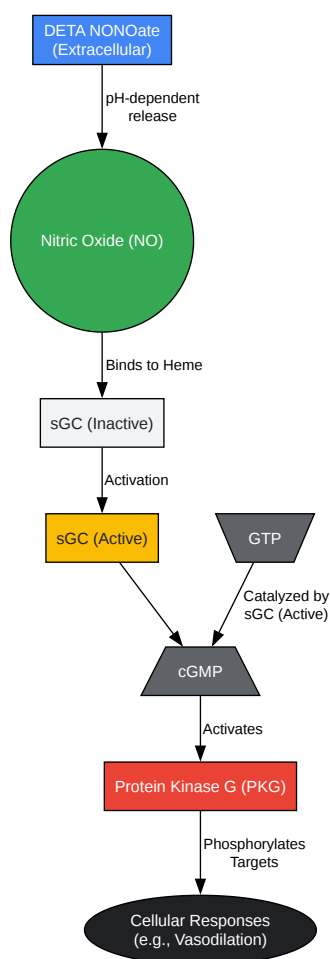 DETA NONOate
(Extracellular)
pH-dependent
release
Nitric Oxide (NO)
Binds to Heme
sGC (Inactive)
Activation
sGC (Active)
GTP
Catalyzed by
sGC (Active)
cGMP
Activates
Protein Kinase G (PKG)
Phosphorylates
Targets
Cellular Responses
(e.g., Vasodilation)